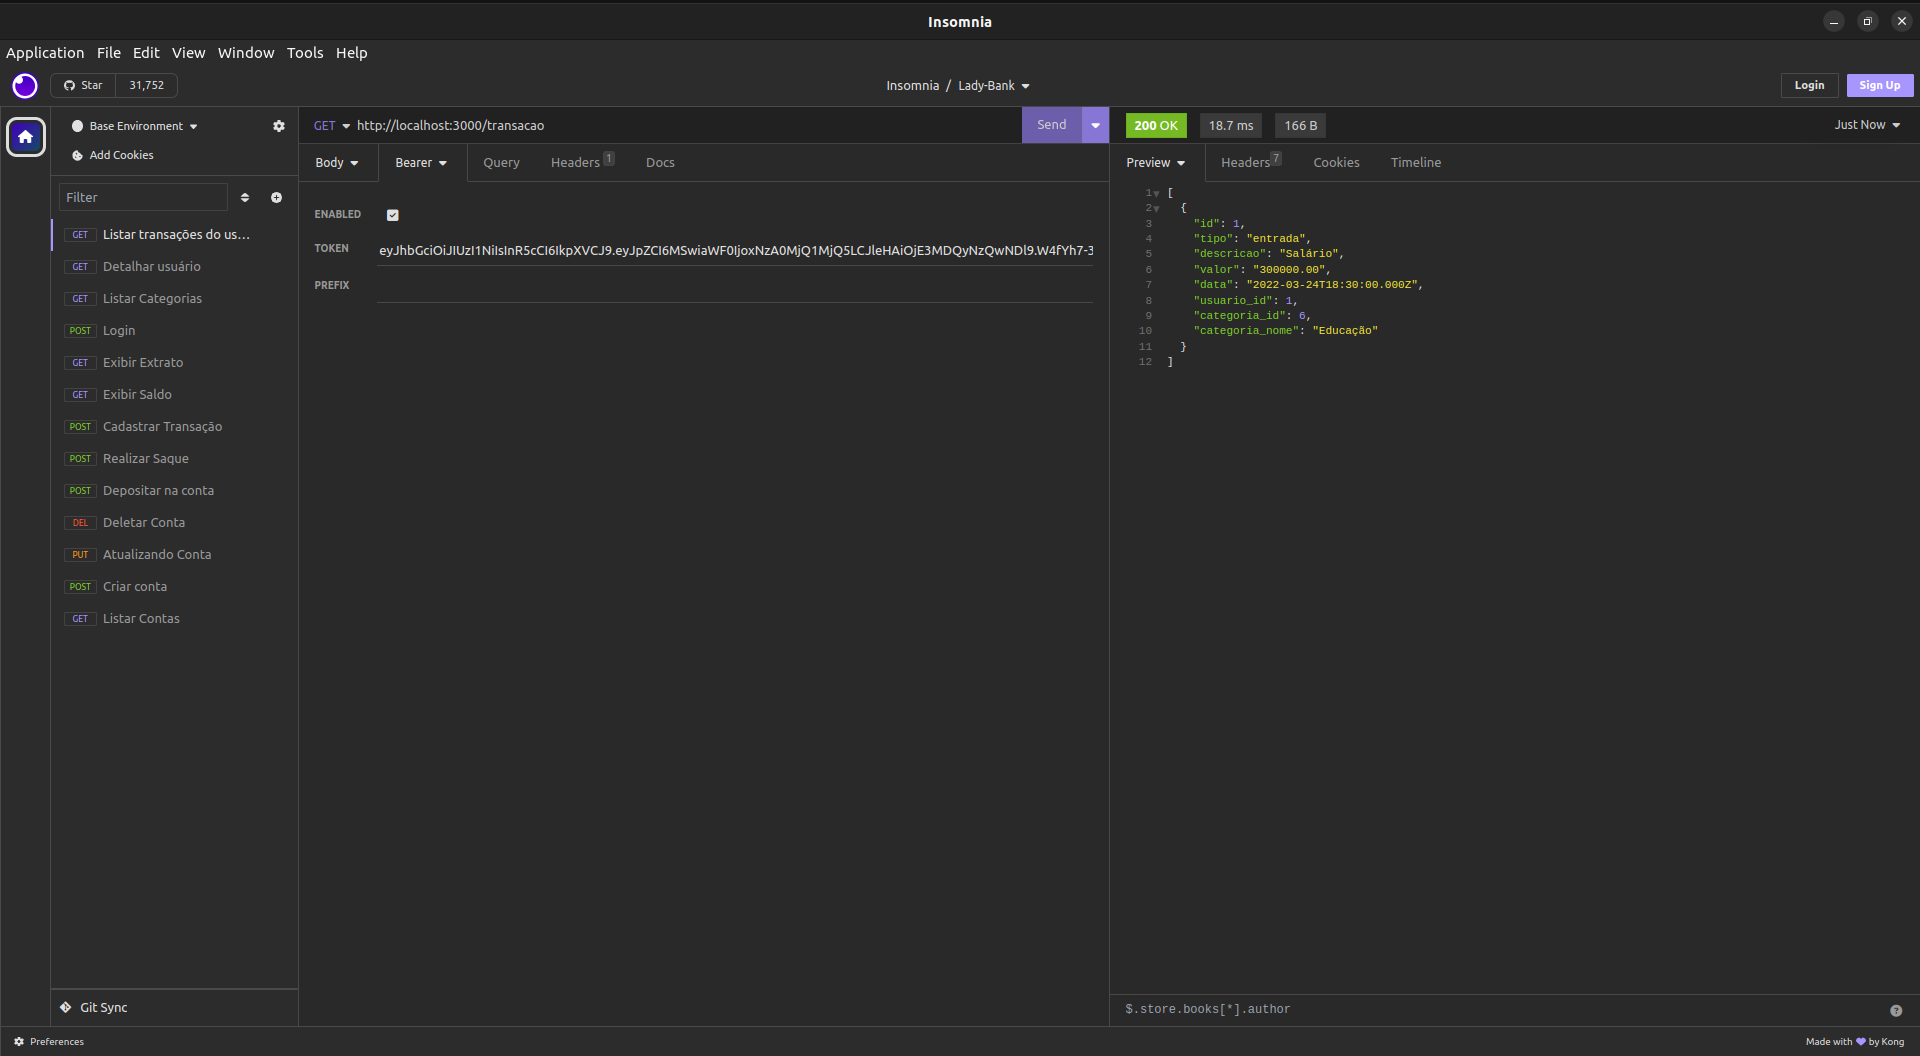 Insomnia
Application File Edit View Window Tools Help
Star 31,752
Insomnia / Lady-Bank
Login Sign Up
Base Environment
Add Cookies
Filter
GET Listar transações do us...
GET Detalhar usuário
GET Listar Categorias
POST Login
GET Exibir Extrato
GET Exibir Saldo
POST Cadastrar Transação
POST Realizar Saque
POST Depositar na conta
DEL Deletar Conta
PUT Atualizando Conta
POST Criar conta
GET Listar Contas
Git Sync
Preferences
GET http://localhost:3000/transacao Send
Body Bearer Query Headers 1 Docs
ENABLED
TOKEN eyJhbGciOiJIUzI1NiIsInR5cCI6IkpXVCJ9.eyJpZCI6MSwiaWF0IjoxNzA0MjQ1MjQ5LCJleHAiOjE3MDQyNzQwNDl9.W4fYh7-3
PREFIX
200 OK 18.7 ms 166 B Just Now
Preview Headers 7 Cookies Timeline
1 [
2 {
3 "id": 1,
4 "tipo": "entrada",
5 "descricao": "Salário",
6 "valor": "300000.00",
7 "data": "2022-03-24T18:30:00.000Z",
8 "usuario_id": 1,
9 "categoria_id": 6,
10 "categoria_nome": "Educação"
11 }
12 ]
$.store.books[*].author
Made with 💜 by Kong